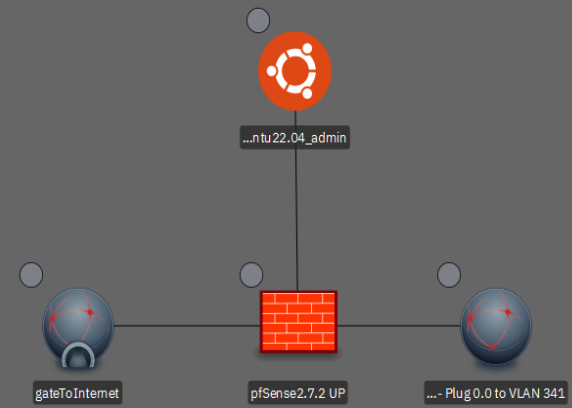 ...ntu22.04_admin
gateToInternet
pfSense2.7.2 UP
...- Plug 0.0 to VLAN 341